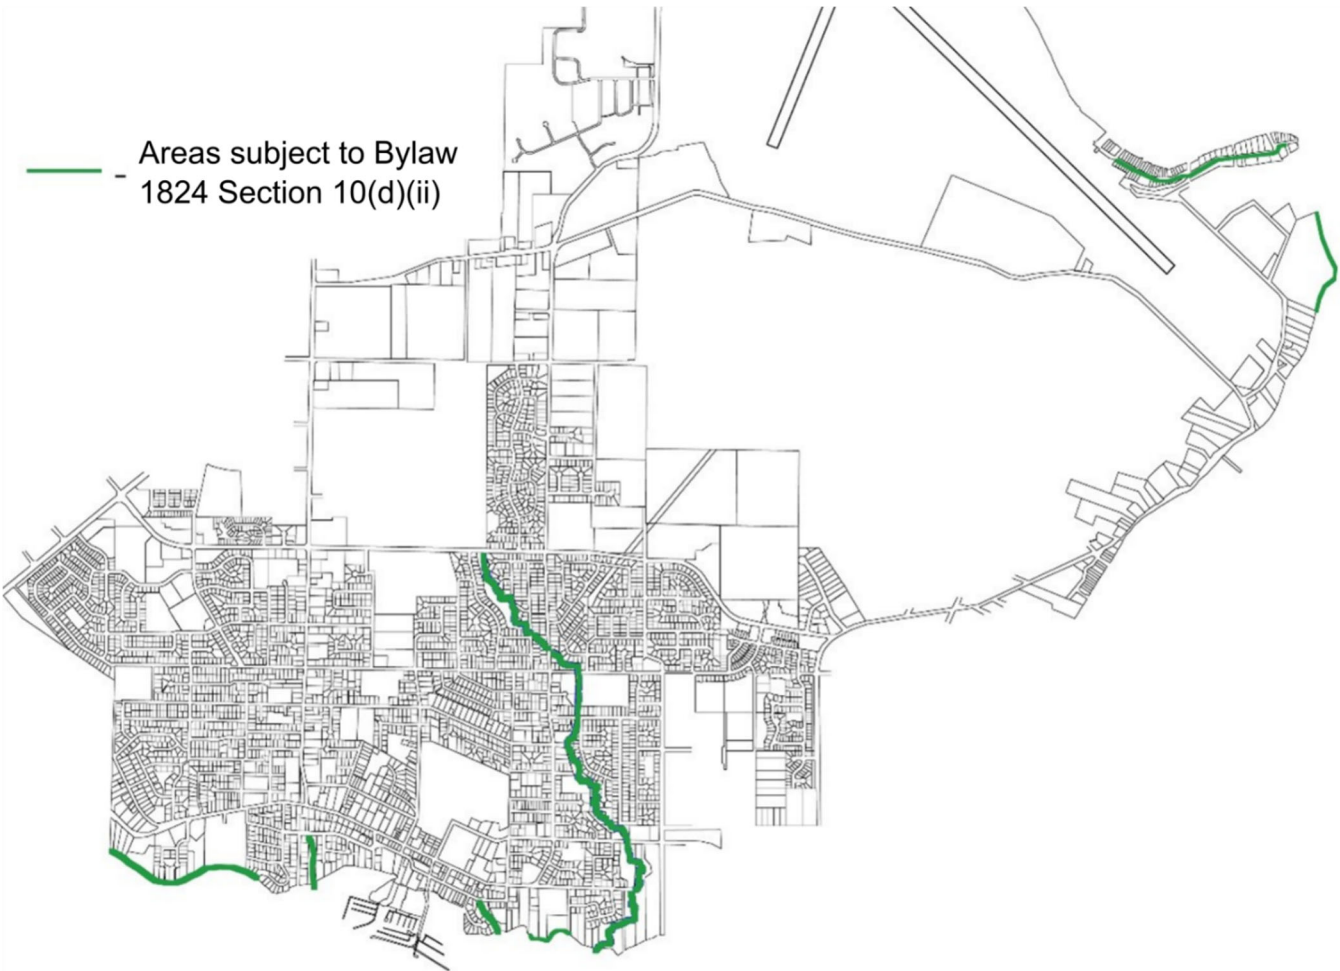 - Areas subject to Bylaw
1824 Section 10(d)(ii)